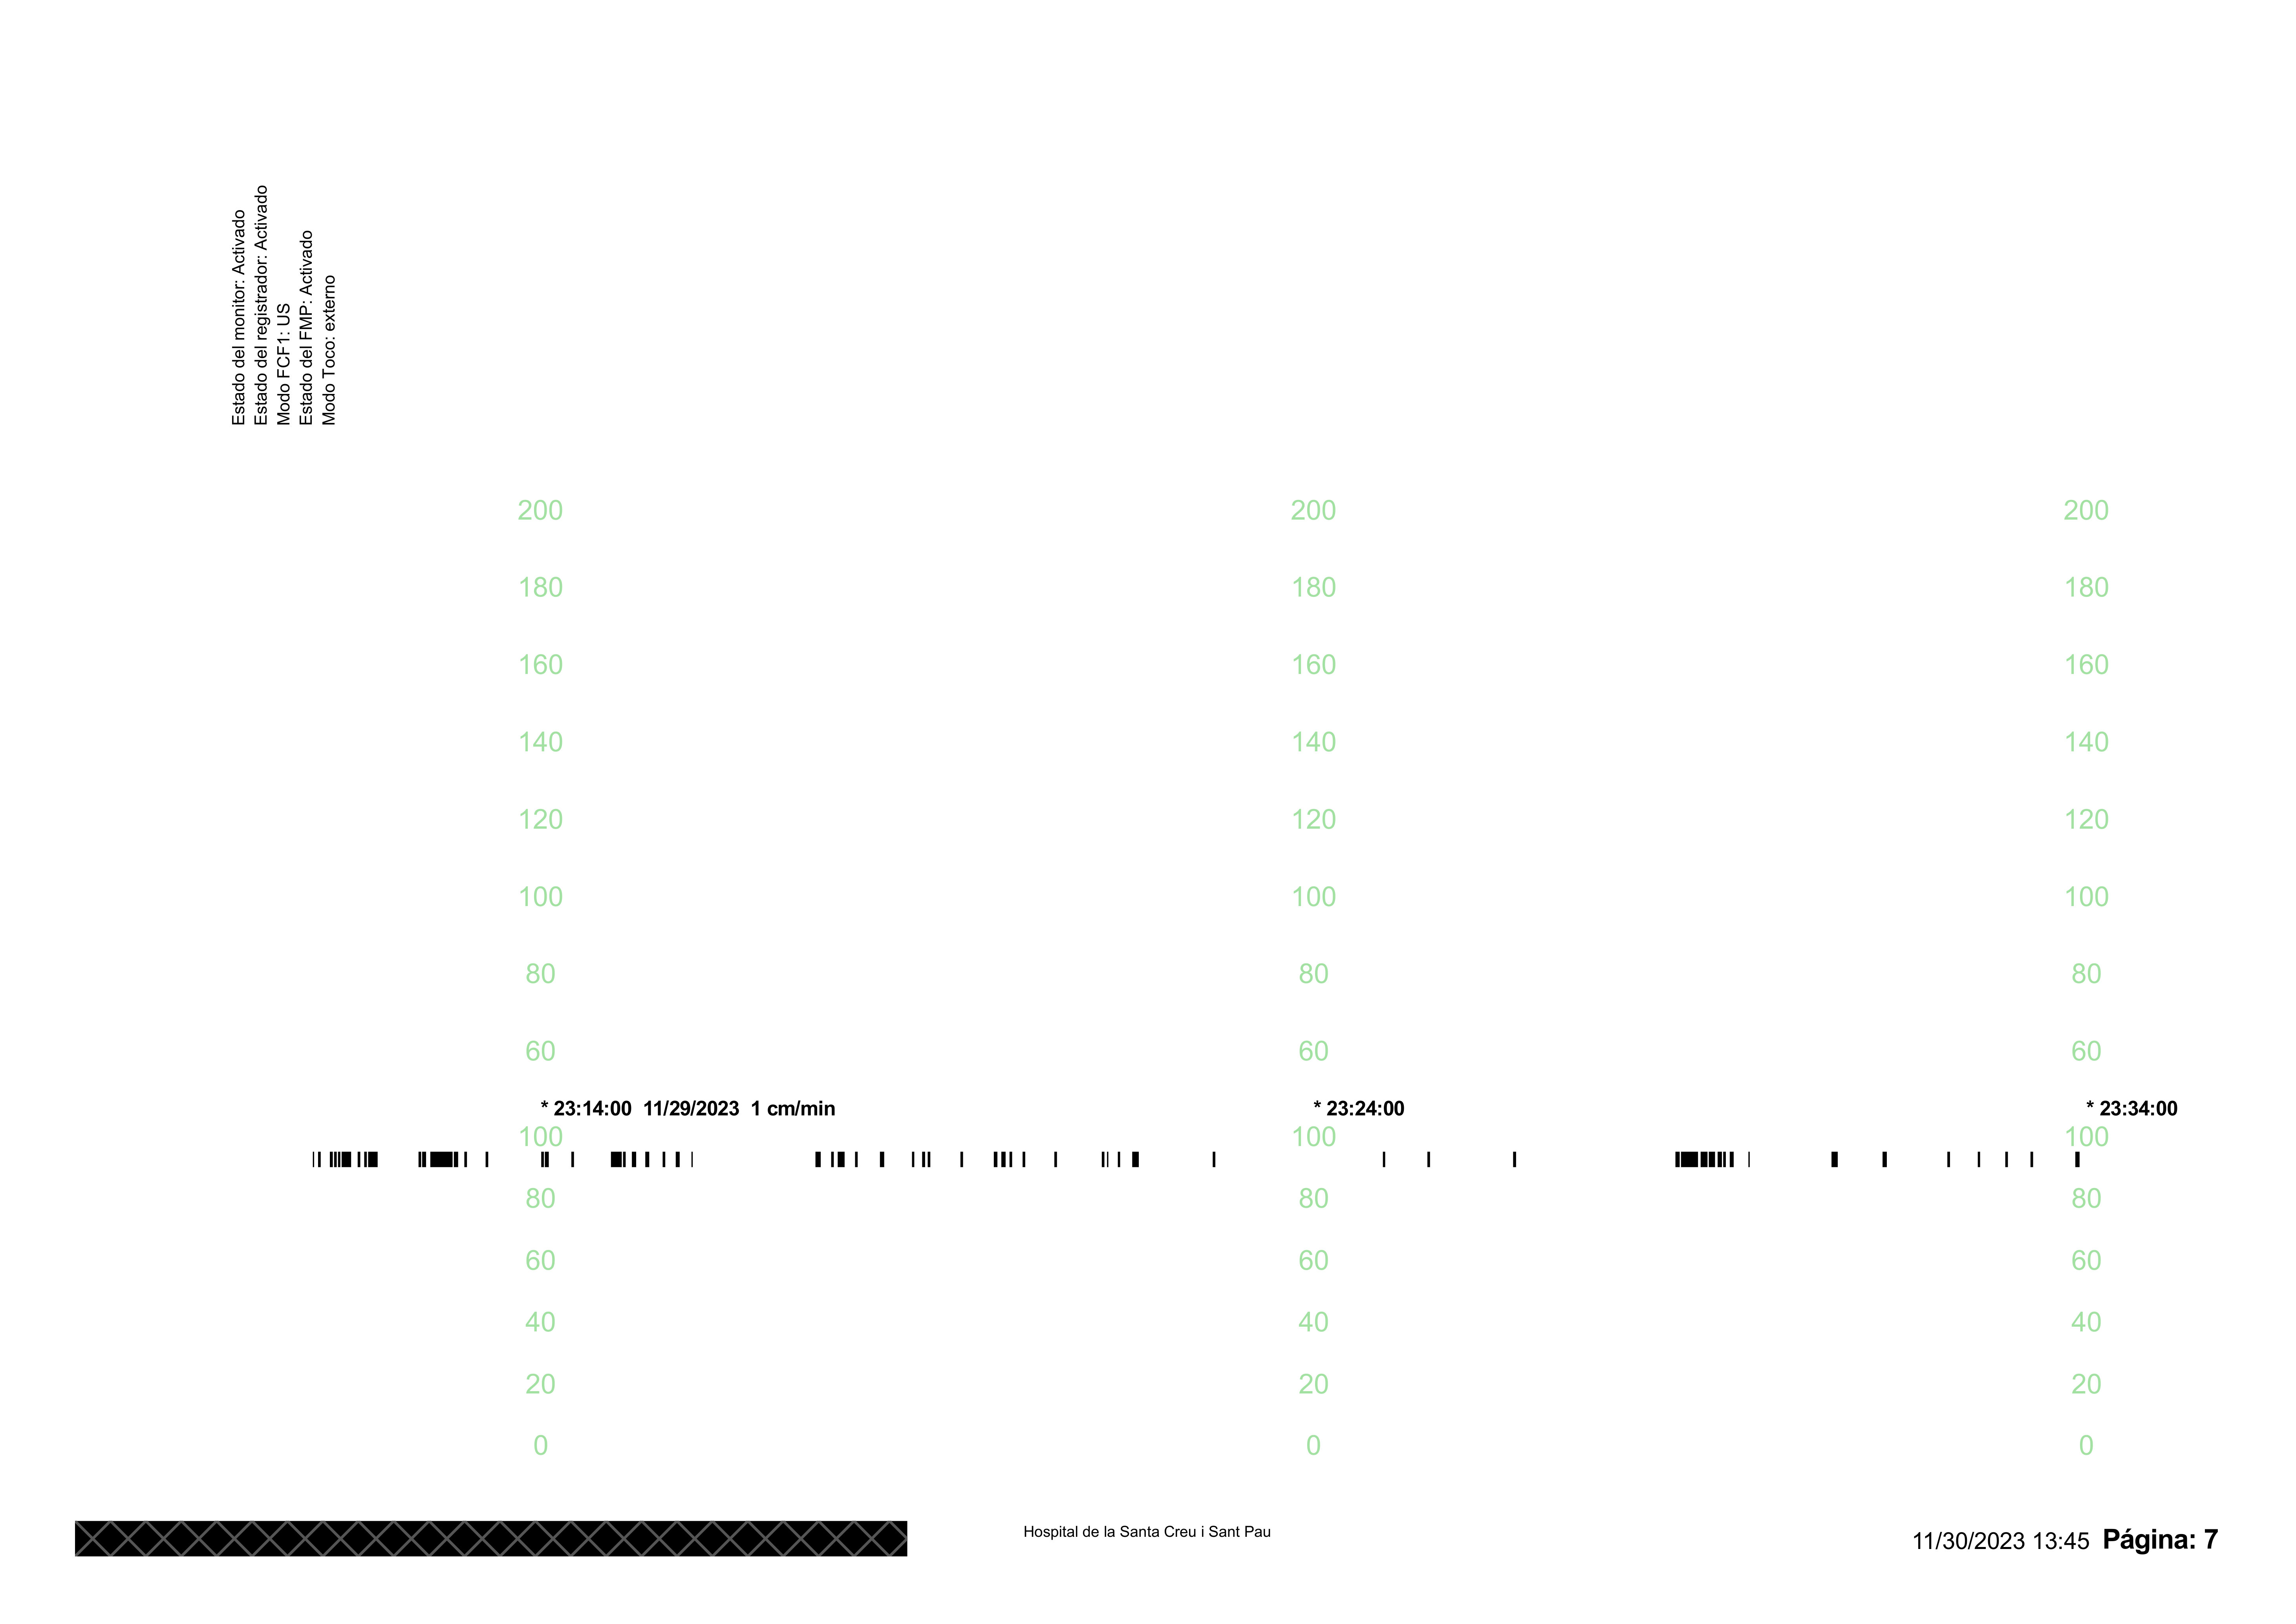 Estado del monitor: Activado
Estado del registrador: Activado
Modo FCF1: US
Estado del FMP: Activado
Modo Toco: externo
200 200 200
180 180 180
160 160 160
140 140 140
120 120 120
100 100 100
80 80 80
60 60 60
* 23:14:00 11/29/2023 1 cm/min * 23:24:00 * 23:34:00
100 100 100
80 80 80
60 60 60
40 40 40
20 20 20
0 0 0
Hospital de la Santa Creu i Sant Pau
11/30/2023 13:45 Página: 7